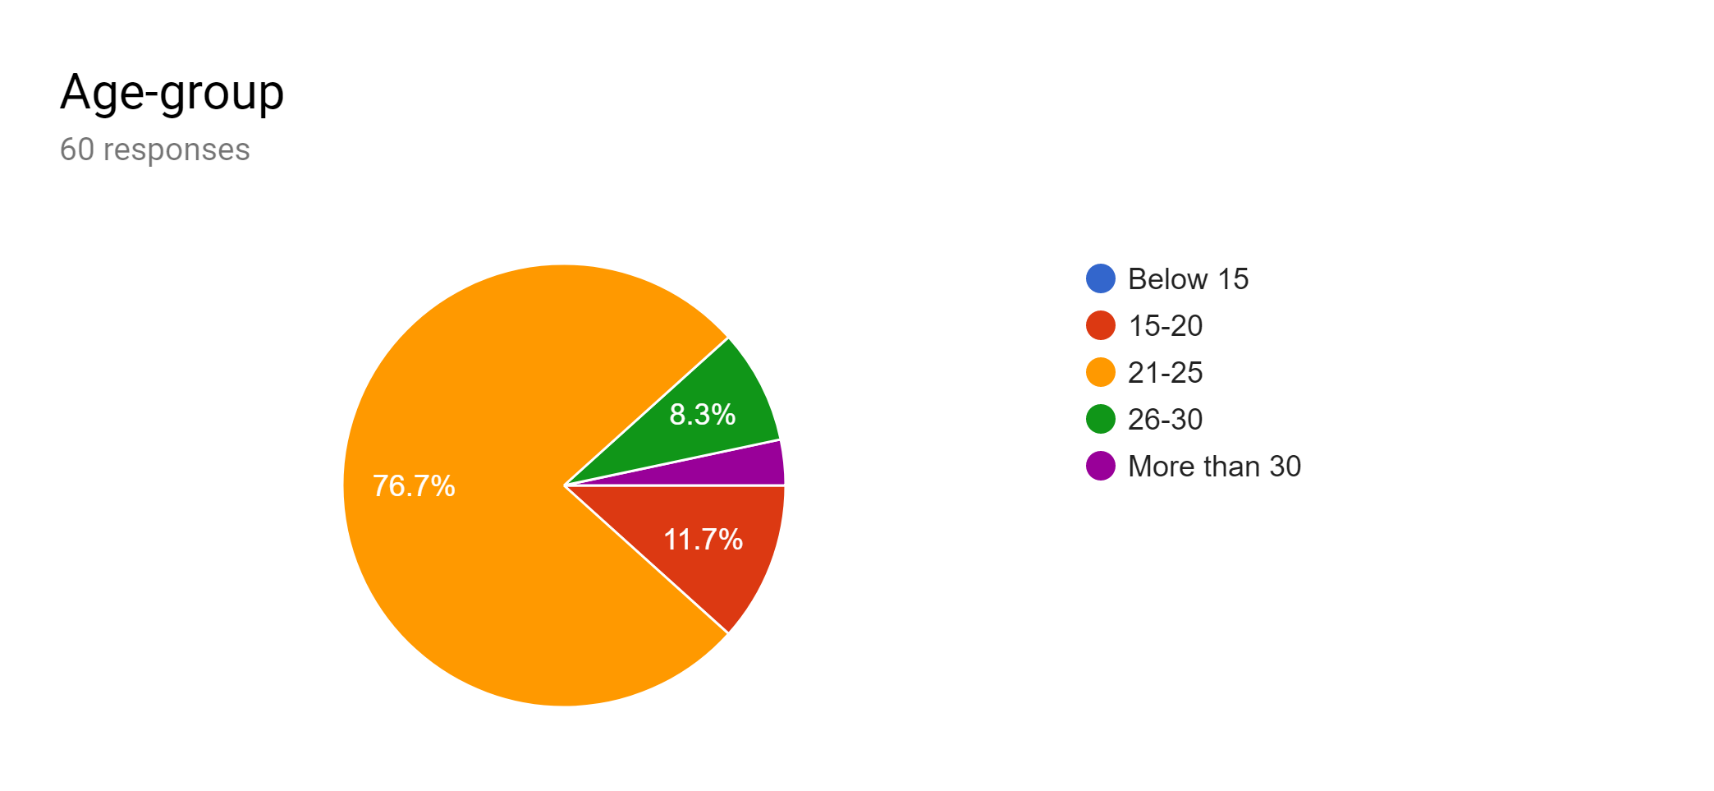 Age-group
60 responses
8.3%
76.7%
11.7%
Below 15
15-20
21-25
26-30
More than 30